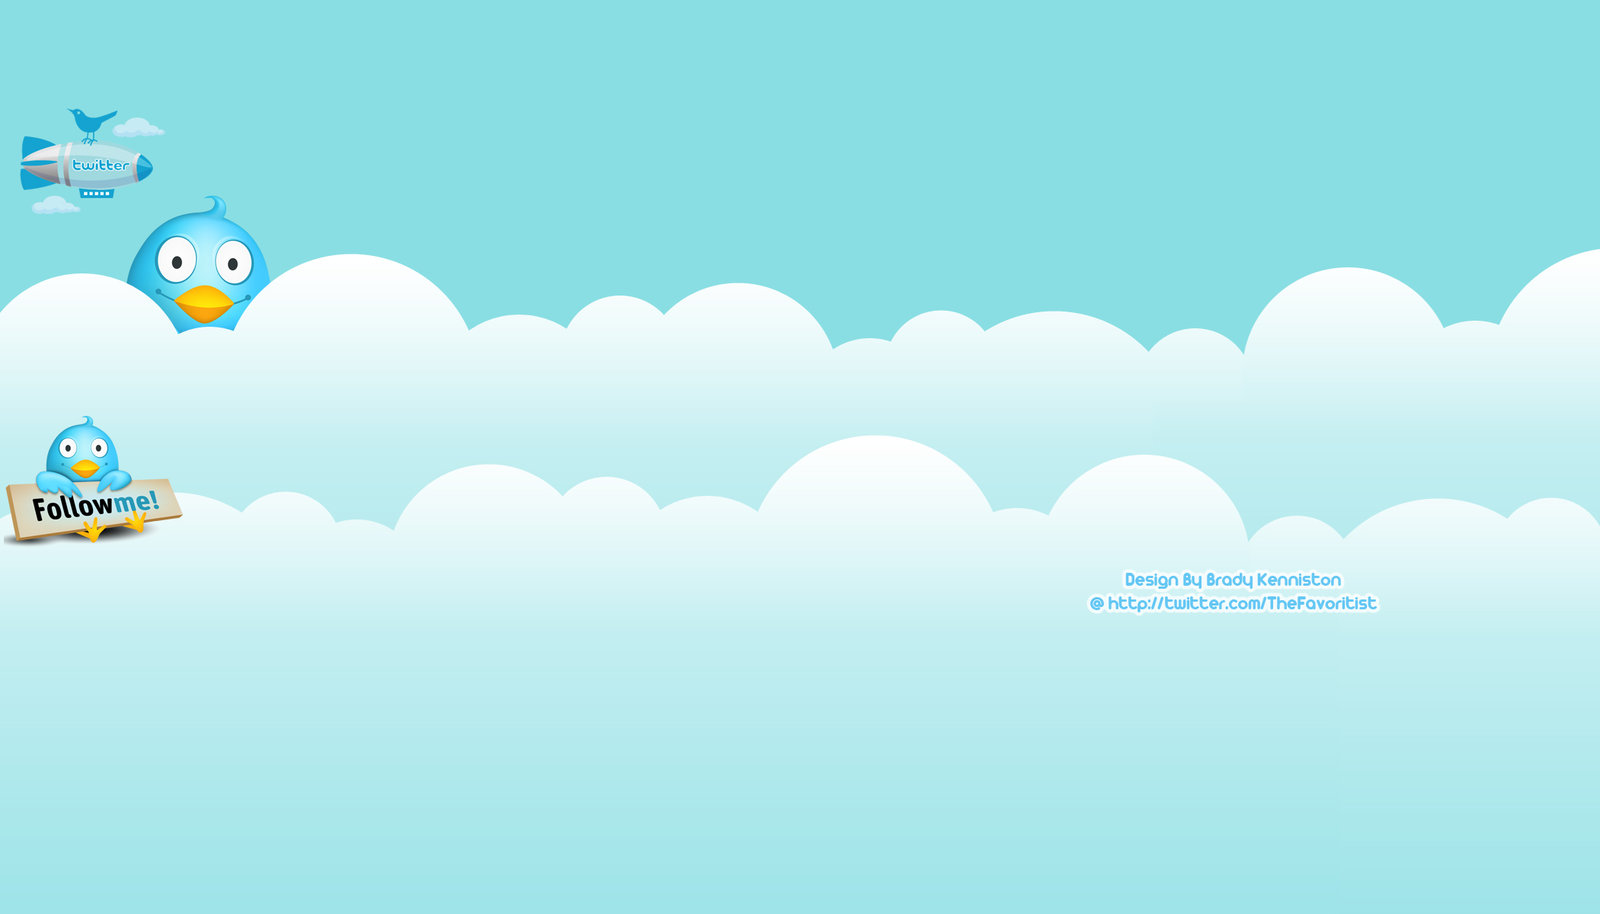 twitter
Followme!
Design By Brady Kenniston
@ http://twitter.com/TheFavoritist